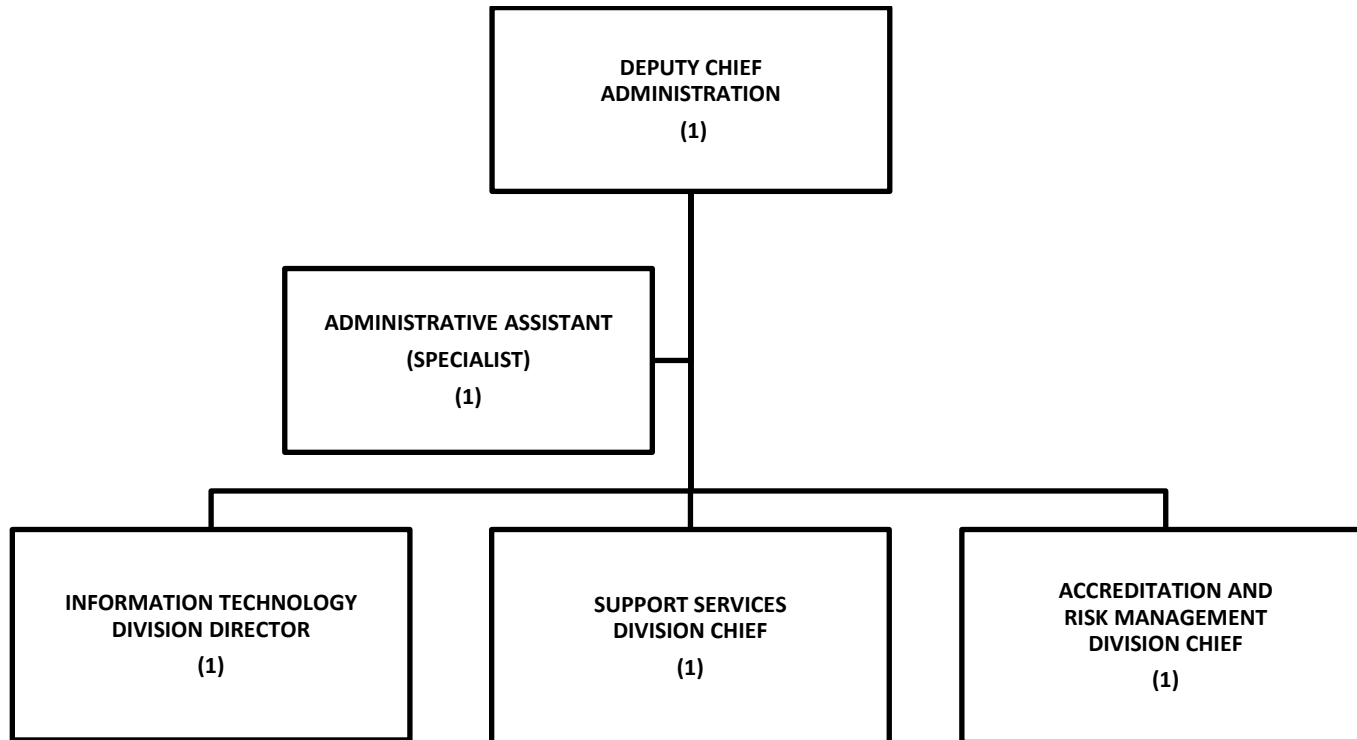 DEPUTY CHIEF
ADMINISTRATION
(1)
ADMINISTRATIVE ASSISTANT
(SPECIALIST)
(1)
INFORMATION TECHNOLOGY
DIVISION DIRECTOR
(1)
SUPPORT SERVICES
DIVISION CHIEF
(1)
ACCREDITATION AND
RISK MANAGEMENT
DIVISION CHIEF
(1)